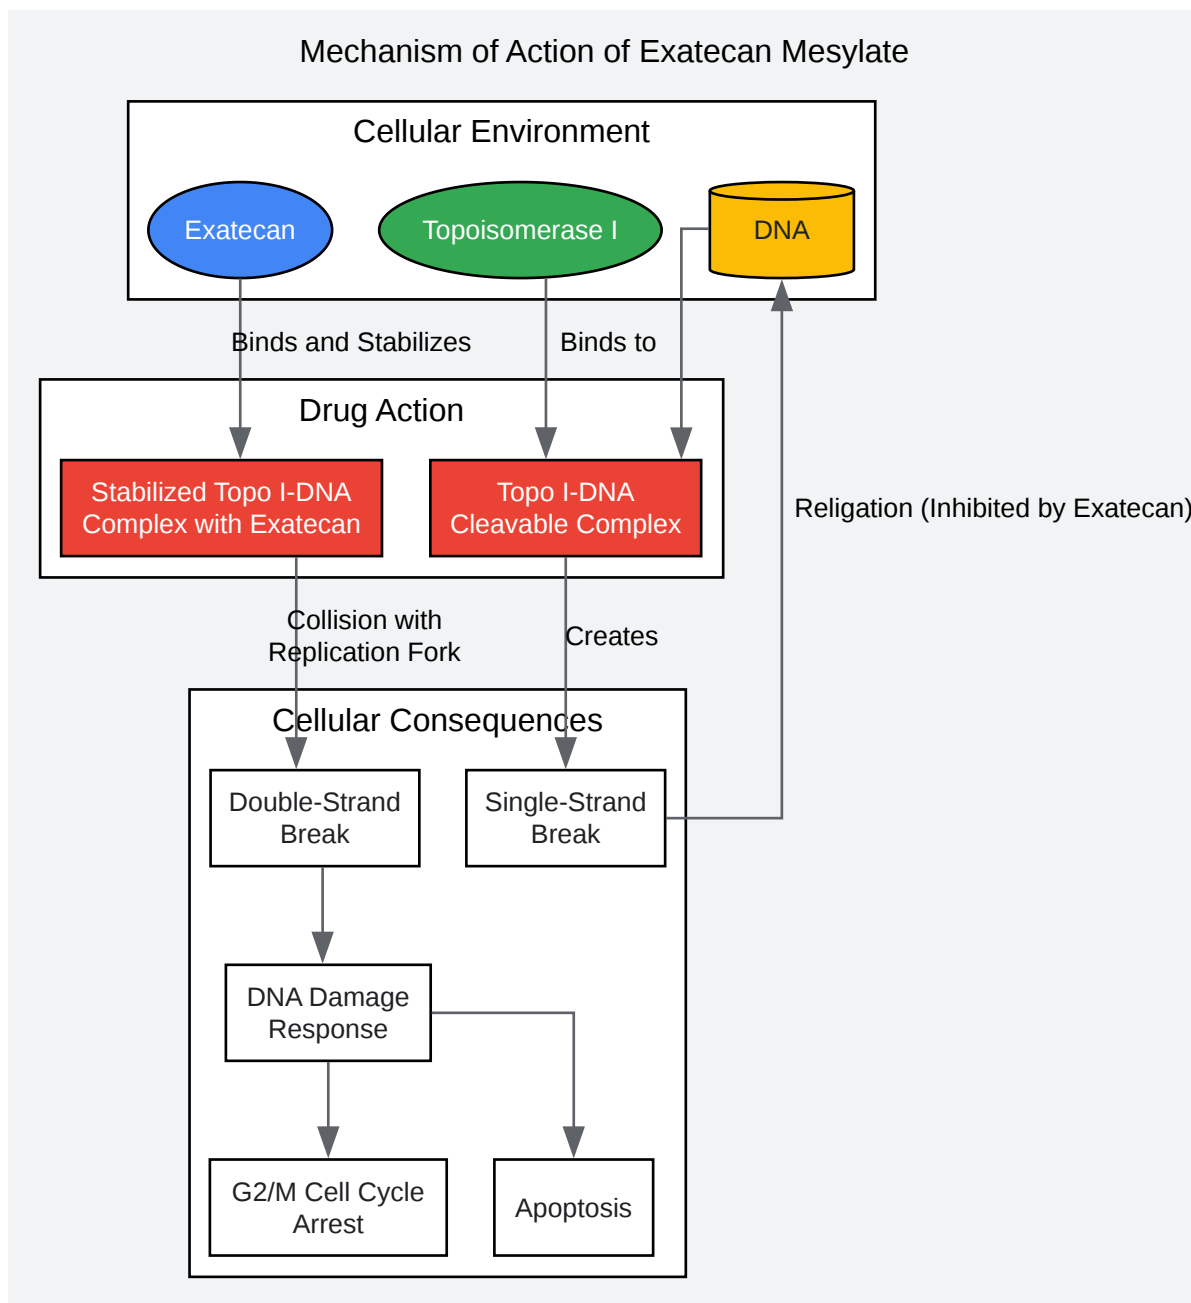 Mechanism of Action of Exatecan Mesylate
Cellular Environment
Exatecan
Topoisomerase I
DNA
Binds and Stabilizes
Binds to
Drug Action
Stabilized Topo I-DNA
Complex with Exatecan
Topo I-DNA
Cleavable Complex
Religation (Inhibited by Exatecan)
Collision with
Replication Fork
Creates
Cellular Consequences
Double-Strand
Break
Single-Strand
Break
DNA Damage
Response
G2/M Cell Cycle
Arrest
Apoptosis